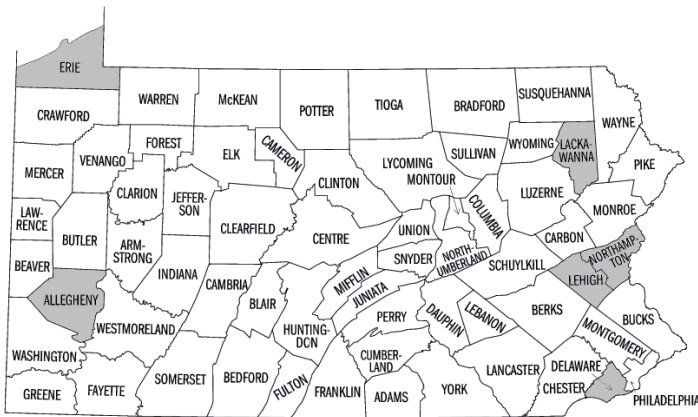 ERIE
CRAWFORD
WARREN
McKEAN
POTTER
TIOGA
BRADFORD
SUSQUEHANNA
WAYNE
WYOMING
LACKA-
WANNA
PIKE
MERCER
VENANGO
FOREST
ELK
CAMERON
CLINTON
LYCOMING
SULLIVAN
MONTOUR
LUZERNE
MONROE
COLUMBIA
CARBON
NORTHAMP-
TON
LEHIGH
LAW-
RENCE
BUTLER
CLARION
JEFFER-
SON
CLEARFIELD
CENTRE
UNION
SNYDER
NORTH-
UMBERLAND
SCHUYLKILL
BEAVER
ARM-
STRONG
INDIANA
CAMBRIA
BLAIR
MIFFLIN
JUNIATA
PERRY
DAUPHIN
LEBANON
BERKS
BUCKS
MONTGOMERY
ALLEGHENY
WESTMORELAND
HUNTING-
DCN
CUMBER-
LAND
LANCASTER
DELAWARE
CHESTER
PHILADELPHIA
WASHINGTON
GREENE
FAYETTE
SOMERSET
BEDFORD
FULTON
FRANKLIN
ADAMS
YORK